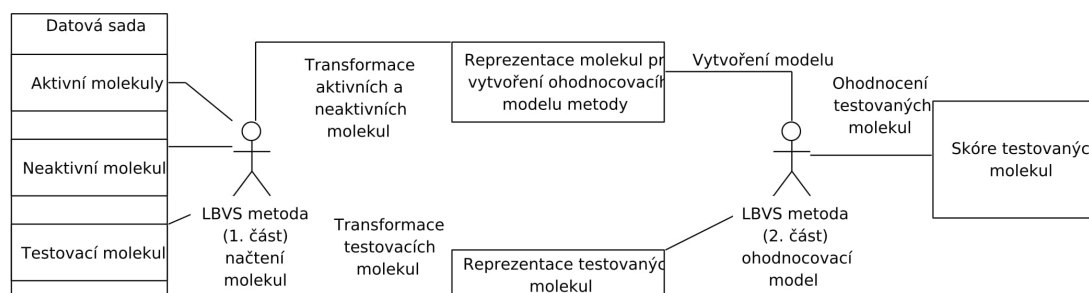 Datová sada
Aktivní molekuly
Neaktivní molekul
Testovací molekul
LBVS metoda
(1. část)
načtení
molekul
Transformace
aktivních a
neaktivních
molekul
Transformace
testovacích
molekul
Reprezentace molekul pr
vytvoření ohodnocovacíh
modelu metody
Reprezentace testovanýc
molekul
Vytvoření modelu
LBVS metoda
(2. část)
ohodnocovací
model
Ohodnocení
testovaných
molekul
Skóre testovanýc
molekul